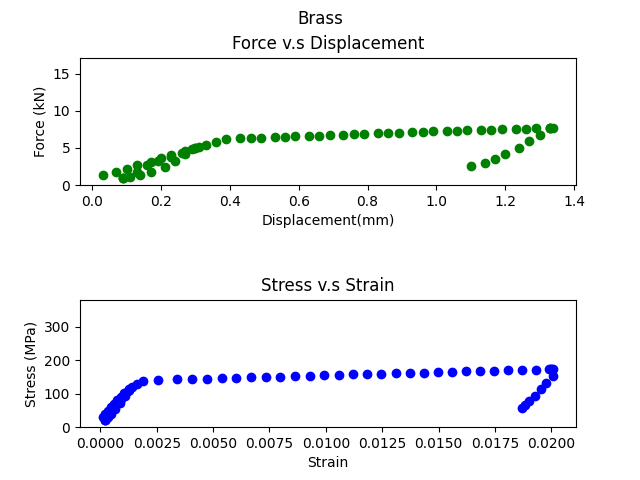 Brass
Force v.s Displacement
15
10
5
0
Force (kN)
0.0 0.2 0.4 0.6 0.8 1.0 1.2 1.4
Displacement(mm)
Stress v.s Strain
300
200
100
0
Stress (MPa)
0.0000 0.0025 0.0050 0.0075 0.0100 0.0125 0.0150 0.0175 0.0200
Strain